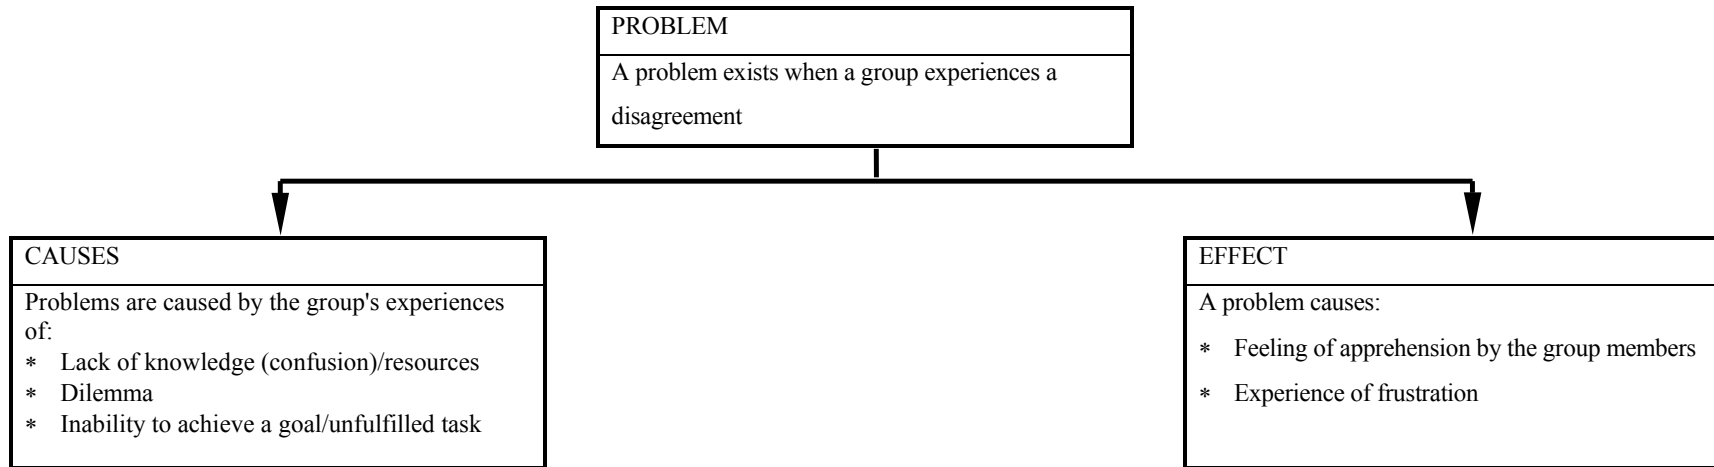 PROBLEM
A problem exists when a group experiences a
disagreement
CAUSES
Problems are caused by the group's experiences
of:
* Lack of knowledge (confusion)/resources
* Dilemma
* Inability to achieve a goal/unfulfilled task
EFFECT
A problem causes:
* Feeling of apprehension by the group members
* Experience of frustration